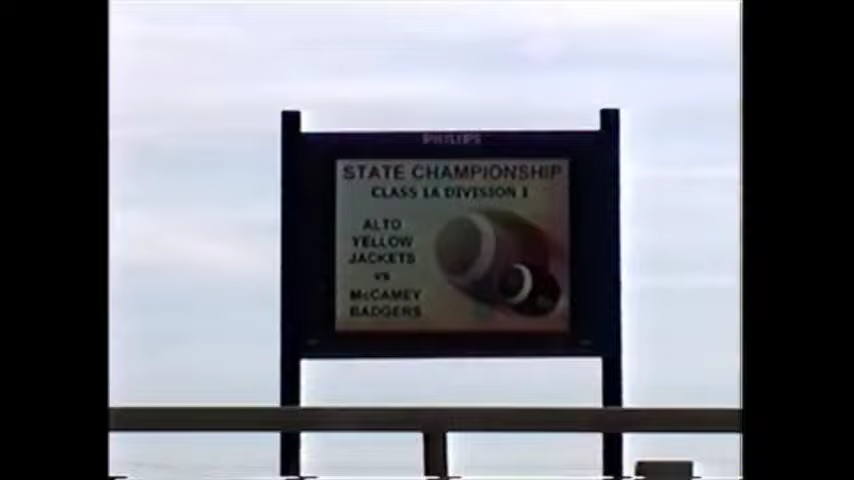 PHILIPS
STATE CHAMPIONSHIP
CLASS 1A DIVISION 1
ALTO
YELLOW
JACKETS
vs
McCAMEY
BADGERS